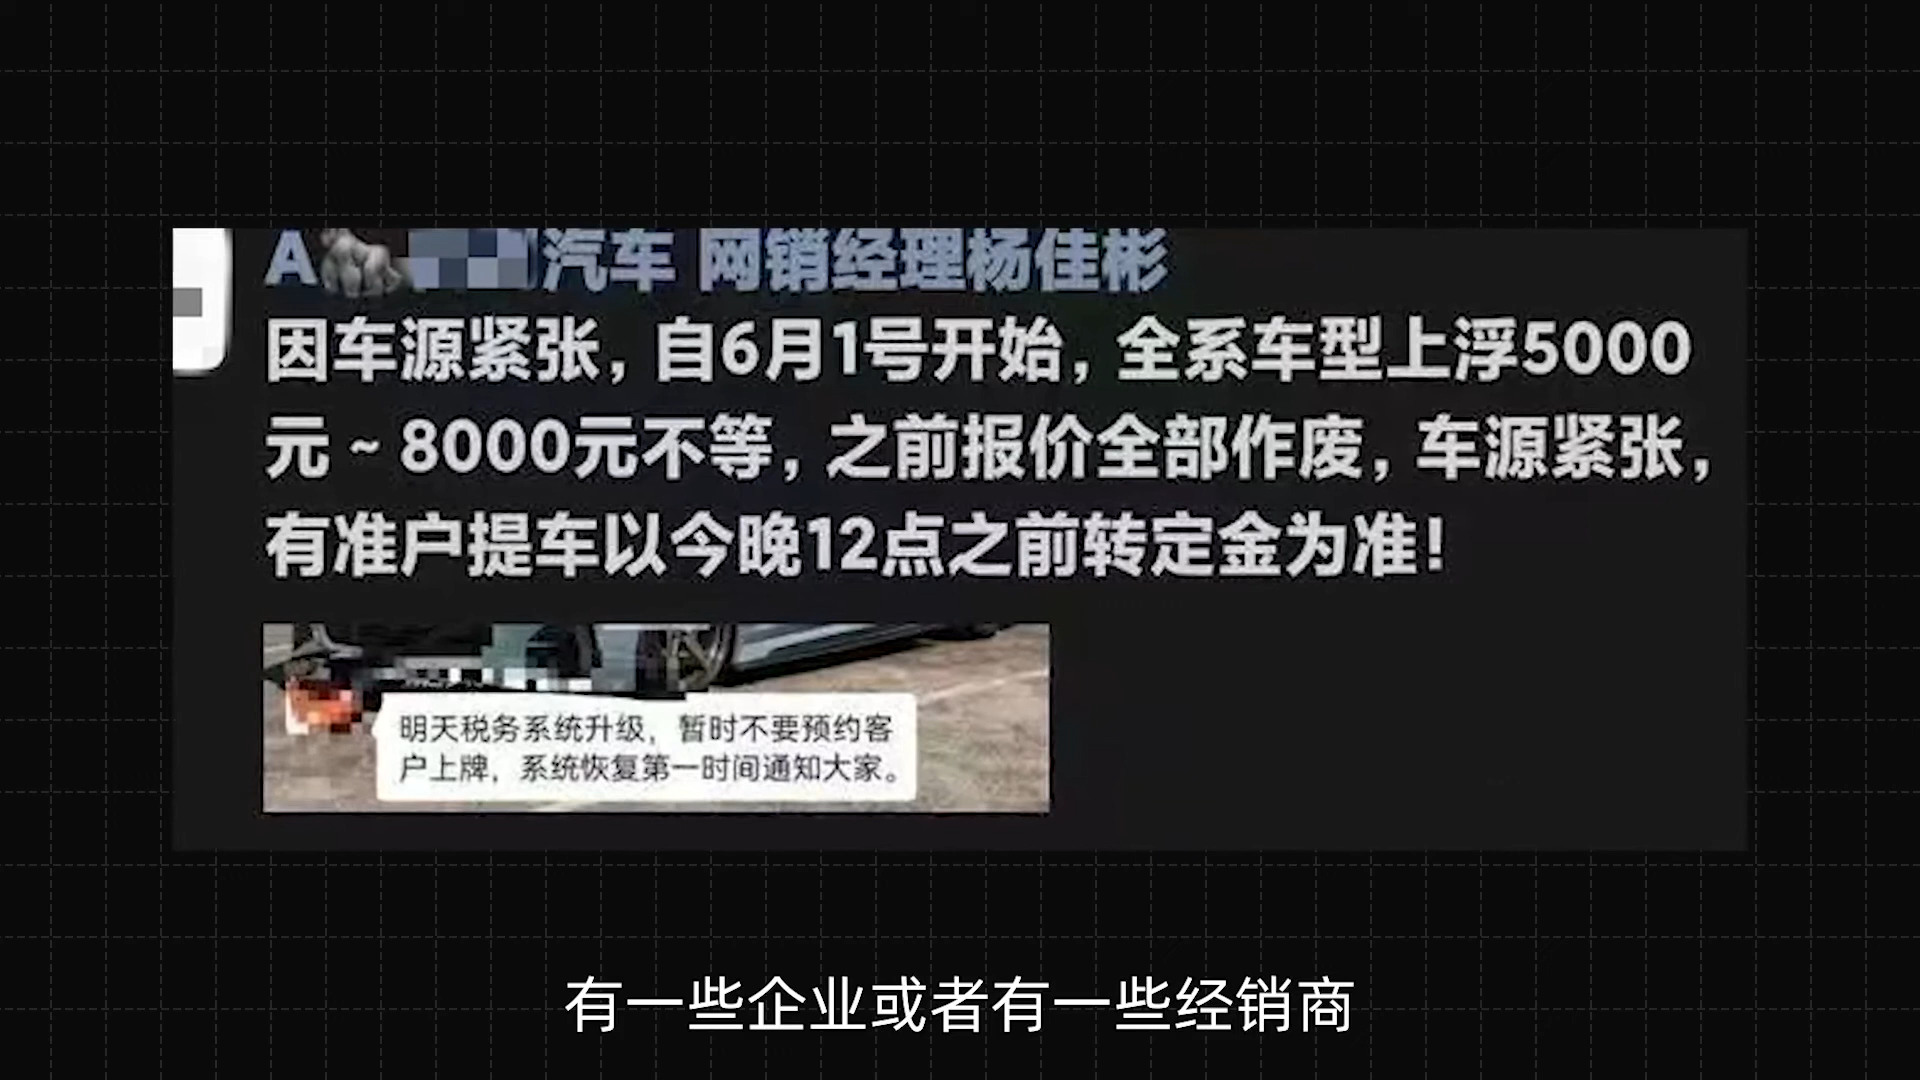 A 汽车 网销经理杨佳彬
因车源紧张，自6月1号开始，全系车型上浮5000
元~8000元不等，之前报价全部作废，车源紧张，
有准户提车以今晚12点之前转定金为准！
明天税务系统升级，暂时不要预约客
户上牌，系统恢复第一时间通知大家。
有一些企业或者有一些经销商